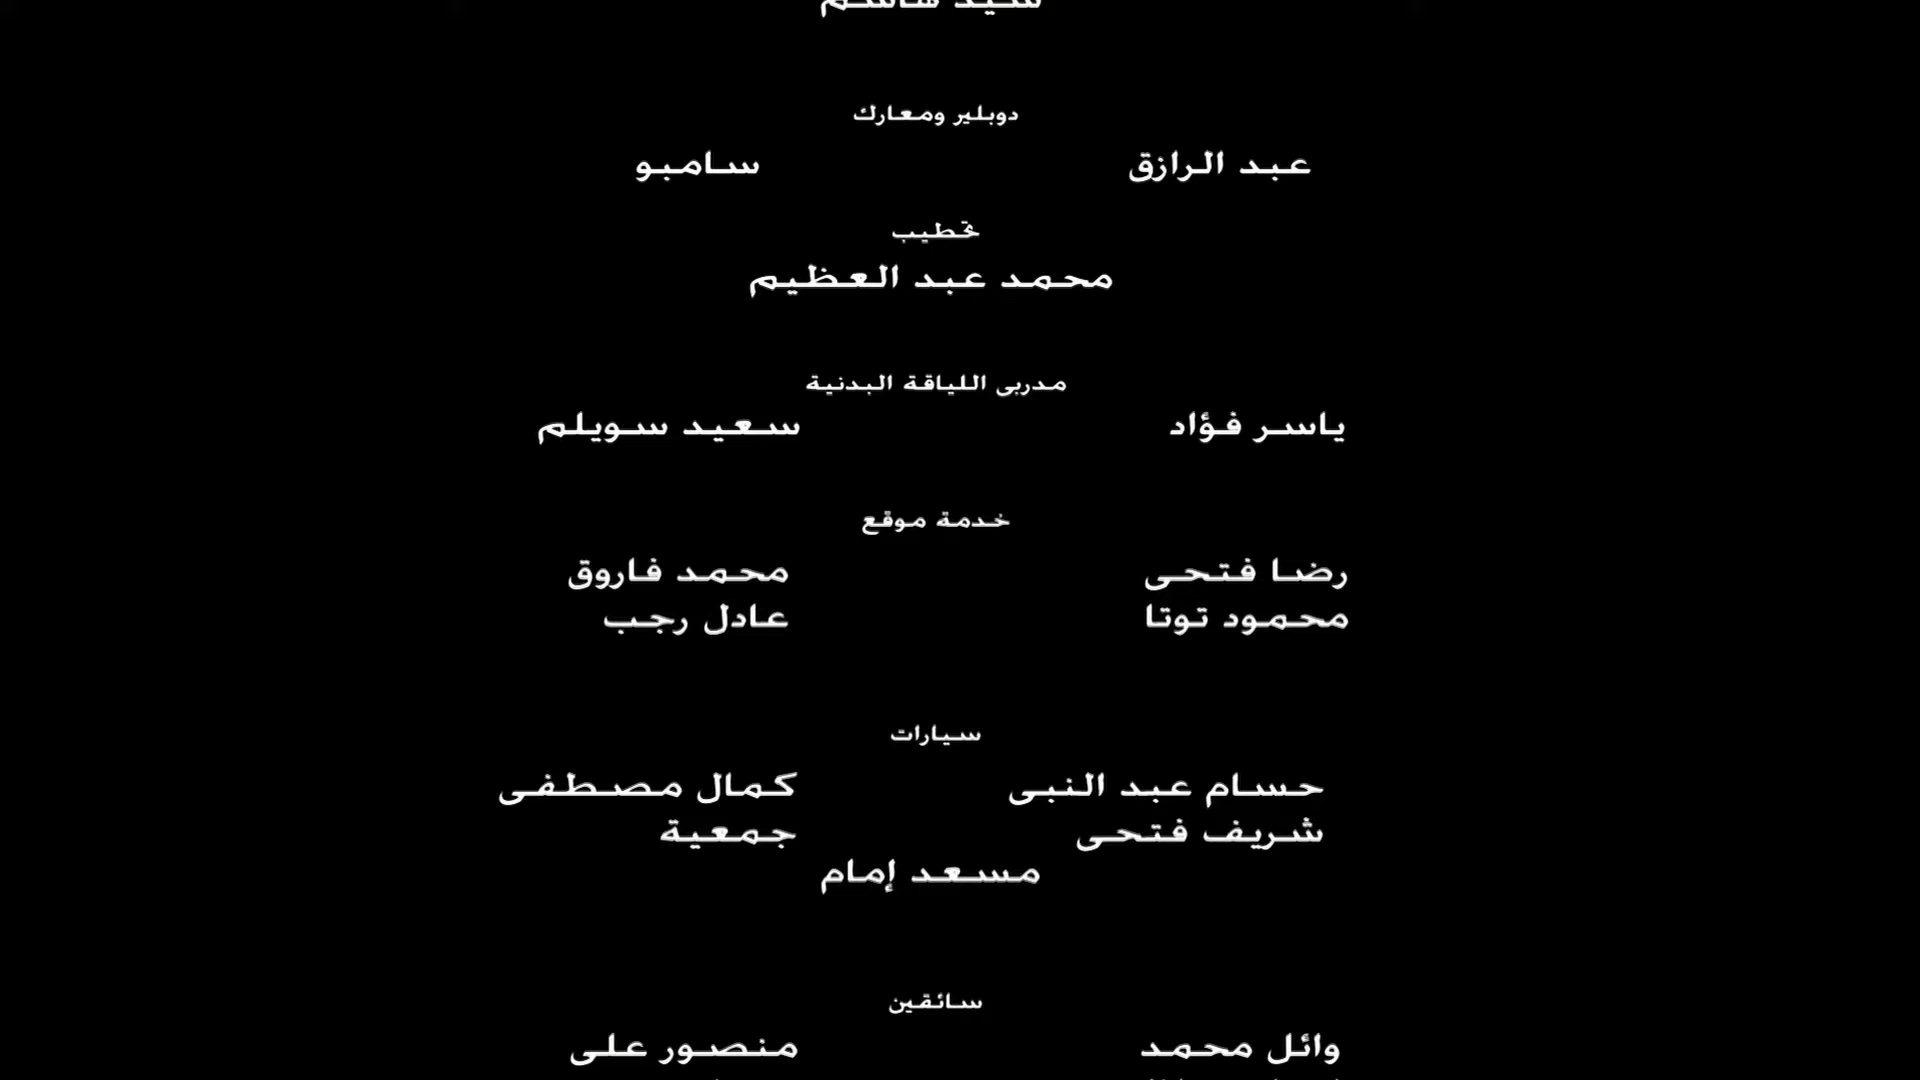 سيد هاشم
دوبلير ومعارك
عبد الرازق سامبو
تخطيب
محمد عبد العظيم
مدربى اللياقة البدنية
ياسر فؤاد سعيد سويلم
خدمة موقع
رضا فتحى محمد فاروق
محمود توتا عادل رجب
سيارات
حسام عبد النبى كمال مصطفى
شريف فتحى جمعية
مسعد إمام
سائقين
وائل محمد منصور على